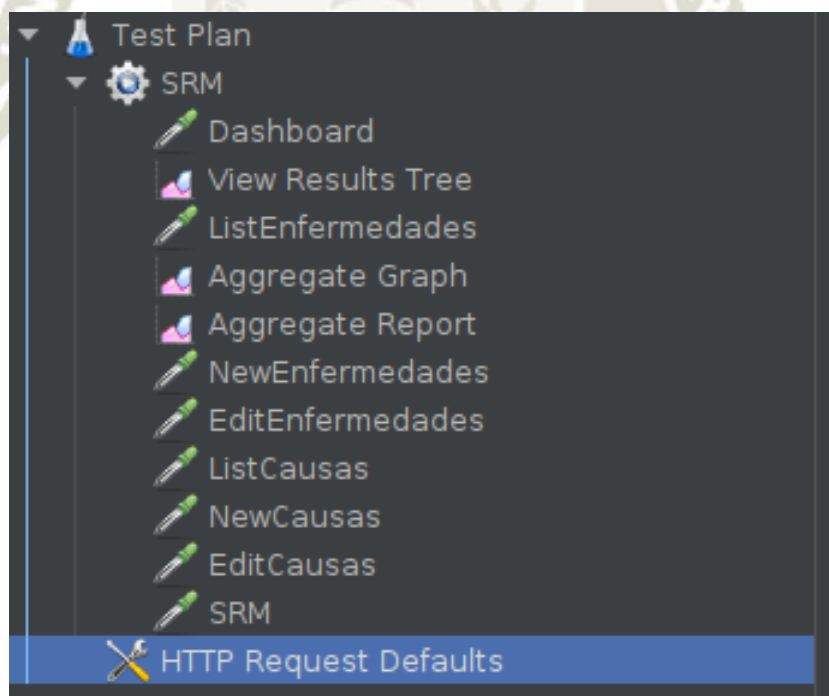 Test Plan
SRM
Dashboard
View Results Tree
ListEnfermedades
Aggregate Graph
Aggregate Report
NewEnfermedades
EditEnfermedades
ListCausas
NewCausas
EditCausas
SRM
HTTP Request Defaults